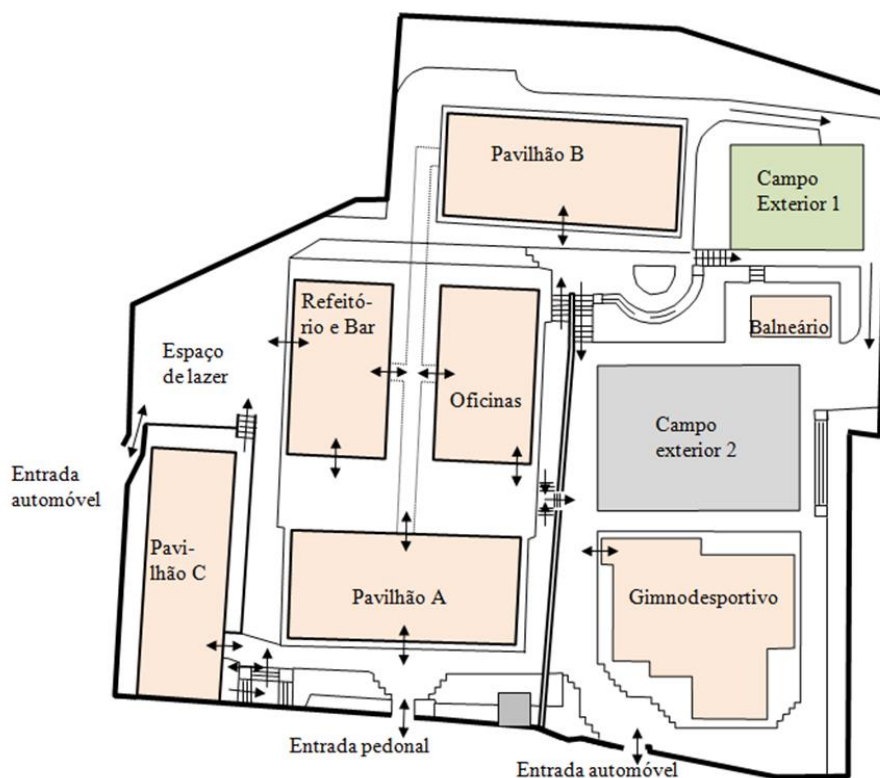 Pavilhão B
Campo
Exterior 1
Refeitó-
rio e Bar
Balneário
Espaço
de lazer
Oficinas
Campo
exterior 2
Entrada
automóvel
Pavi-
lhão C
Pavilhão A
Gimnodesportivo
Entrada pedonal
Entrada automóvel